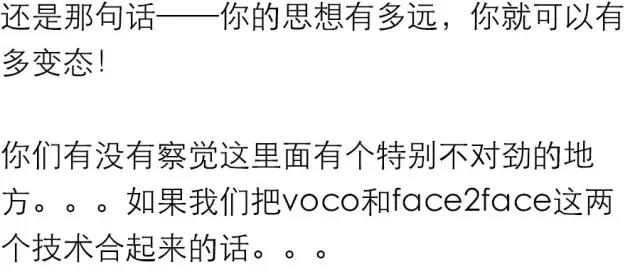 还是那句话——你的思想有多远，你就可以有
多变态！
你们有没有察觉这里面有个特别不对劲的地
方。。。如果我们把voco和face2face这两
个技术合起来的话。。。